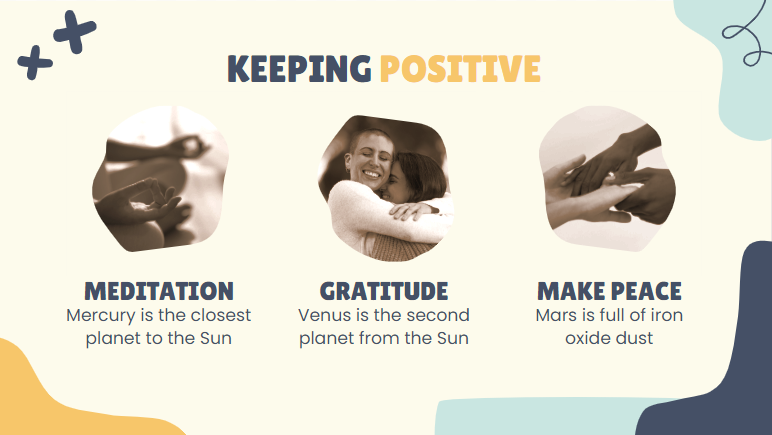 KEEPING POSITIVE
MEDITATION
Mercury is the closest
planet to the Sun
GRATITUDE
Venus is the second
planet from the Sun
MAKE PEACE
Mars is full of iron
oxide dust